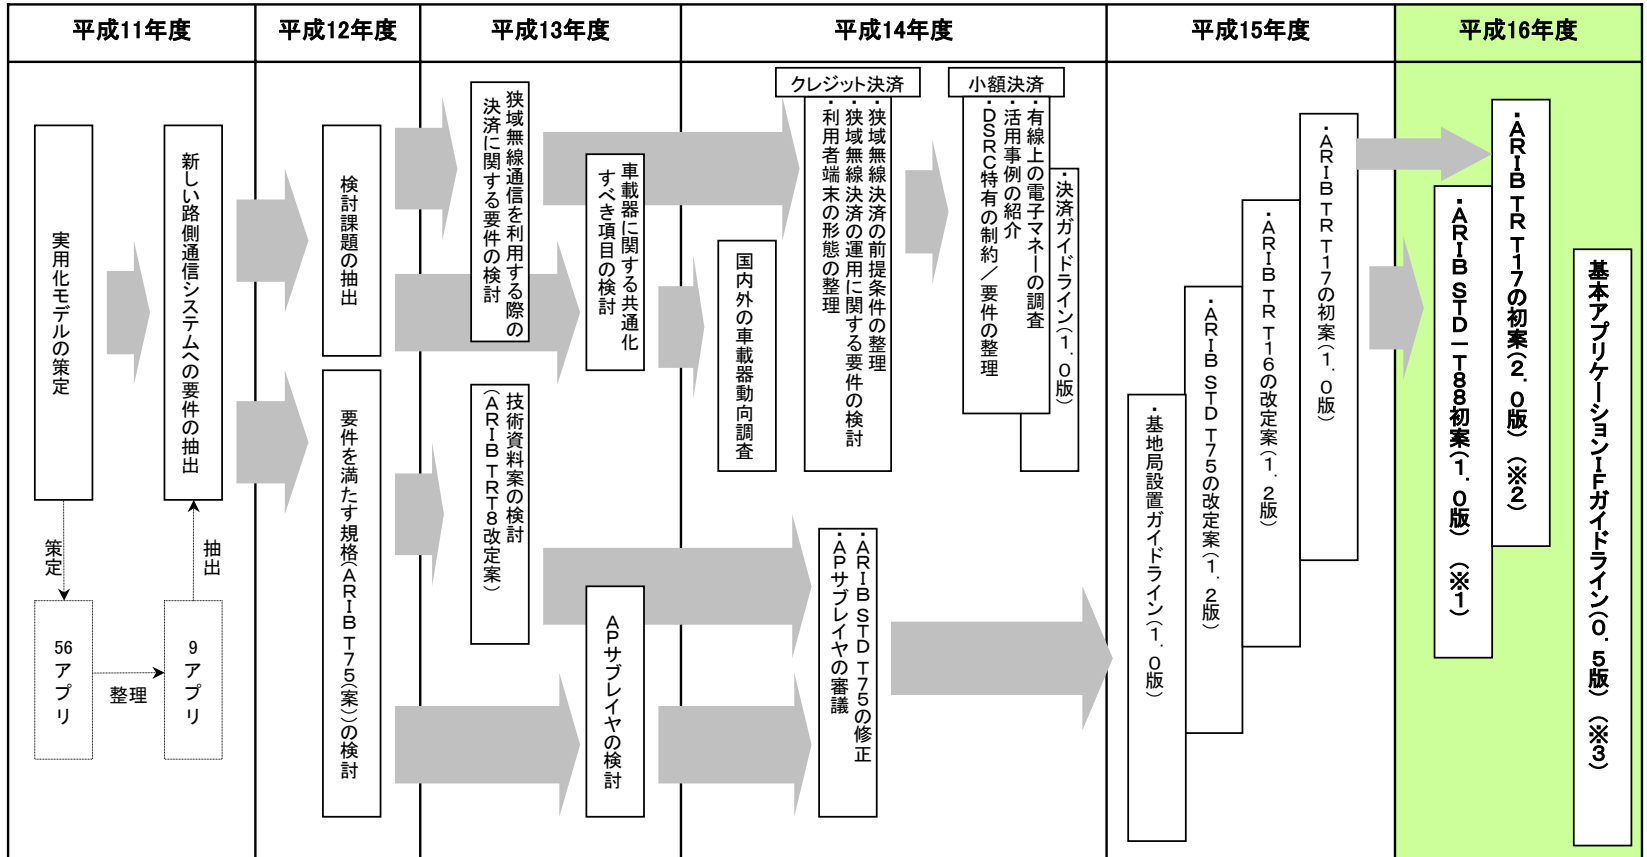 平成11年度
平成12年度
平成13年度
平成14年度
平成15年度
平成16年度
実用化モデルの策定
新しい路側通信システムへの要件の抽出
策定
抽出
56アプリ
整理
9アプリ
検討課題の抽出
要件を満たす規格(ARIB T75(案))の検討
狭域無線通信を利用する際の
決済に関する要件の検討
車載器に関する共通化
すべき項目の検討
技術資料案の検討
(ARIB TRT8改定案)
APサブレイヤの検討
国内外の車載器動向調査
クレジット決済
・狭域無線決済の前提条件の整理
・狭域無線決済の運用に関する要件の検討
・利用者端末の形態の整理
小額決済
・有線上の電子マネーの調査
・活用事例の紹介
・DSRC特有の制約/要件の整理
・決済ガイドライン(1.0版)
・ARIB STD T75の修正
・APサブレイヤの審議
・基地局設置ガイドライン(1.0版)
・ARIB STD T75の改定案(1.2版)
・ARIB TR T16の改定案(1.2版)
・ARIB TR T17の初案(1.0版)
・ARIB STD－T88初案(1.0版) (※1)
・ARIB TR T17の初案(2.0版) (※2)
基本アプリケーションIFガイドライン(0.5版) (※3)